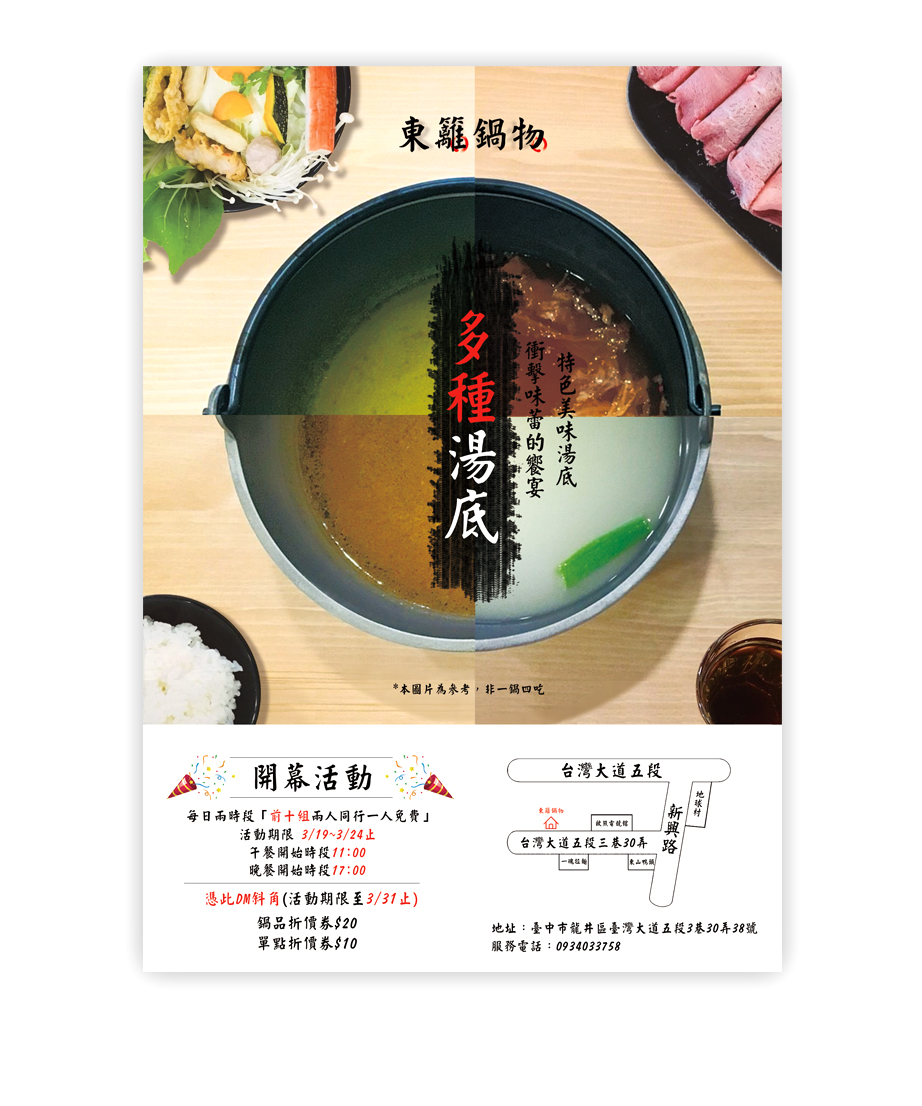 東籬鍋物
多種湯底
特色美味湯底
衝擊味蕾的饗宴
*本圖片為參考，非一鍋四吃
開幕活動
每日兩時段「前十組兩人同行一人免費」
活動期限 3/19~3/24止
午餐開始時段11:00
晚餐開始時段17:00
憑此DM斜角(活動期限至3/31止)
鍋品折價券$20
單點折價券$10
台灣大道五段
地球村
新興路
東籬鍋物
台灣大道五段三巷30弄
一魂拉麵
東山鴨頭
地址：臺中市龍井區臺灣大道五段3巷30弄38號
服務電話：0934033758